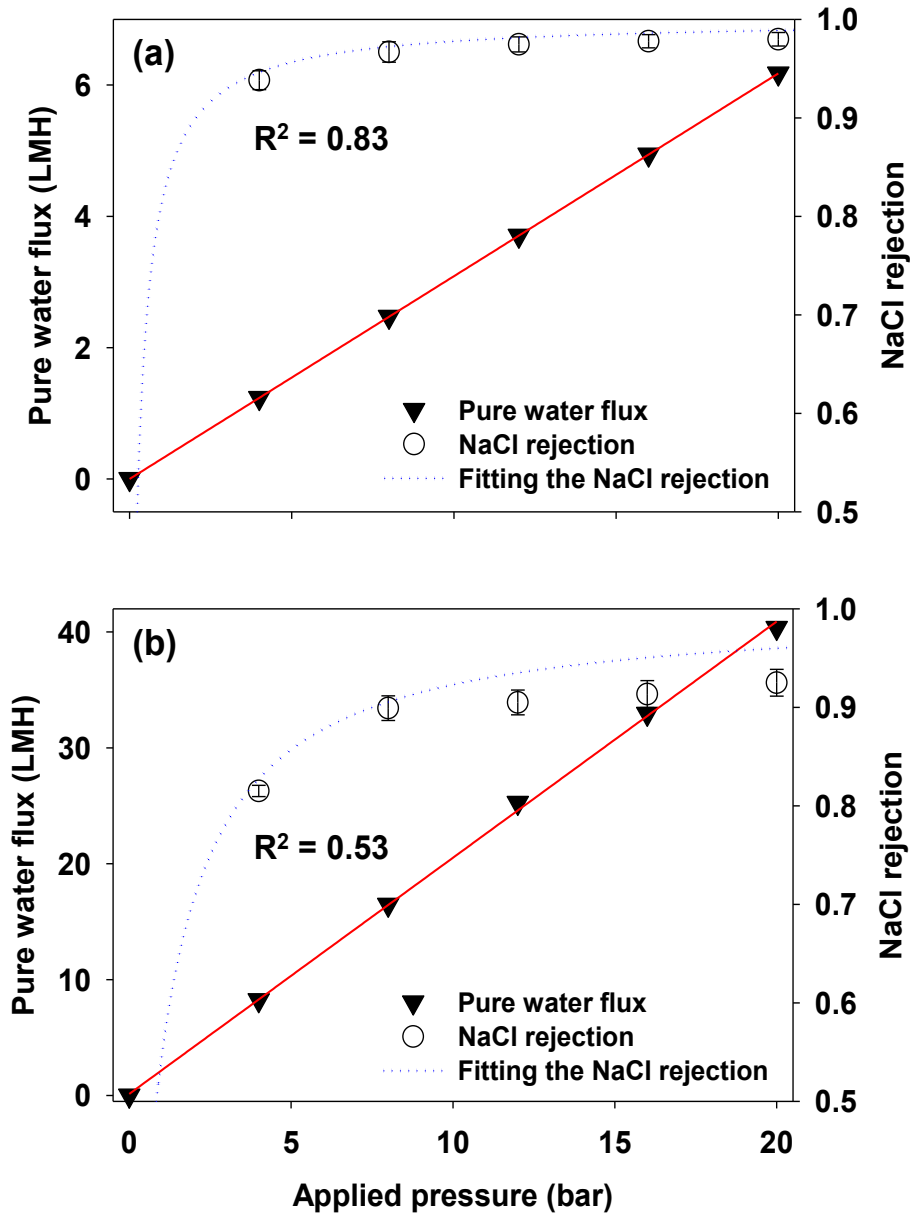 (a)
R² = 0.83
Pure water flux (LMH)
0
2
4
6
NaCl rejection
1.0
0.9
0.8
0.7
0.6
0.5
Pure water flux
NaCl rejection
Fitting the NaCl rejection
(b)
R² = 0.53
Pure water flux (LMH)
40
30
20
10
0
NaCl rejection
1.0
0.9
0.8
0.7
0.6
0.5
Pure water flux
NaCl rejection
Fitting the NaCl rejection
0 5 10 15 20
Applied pressure (bar)